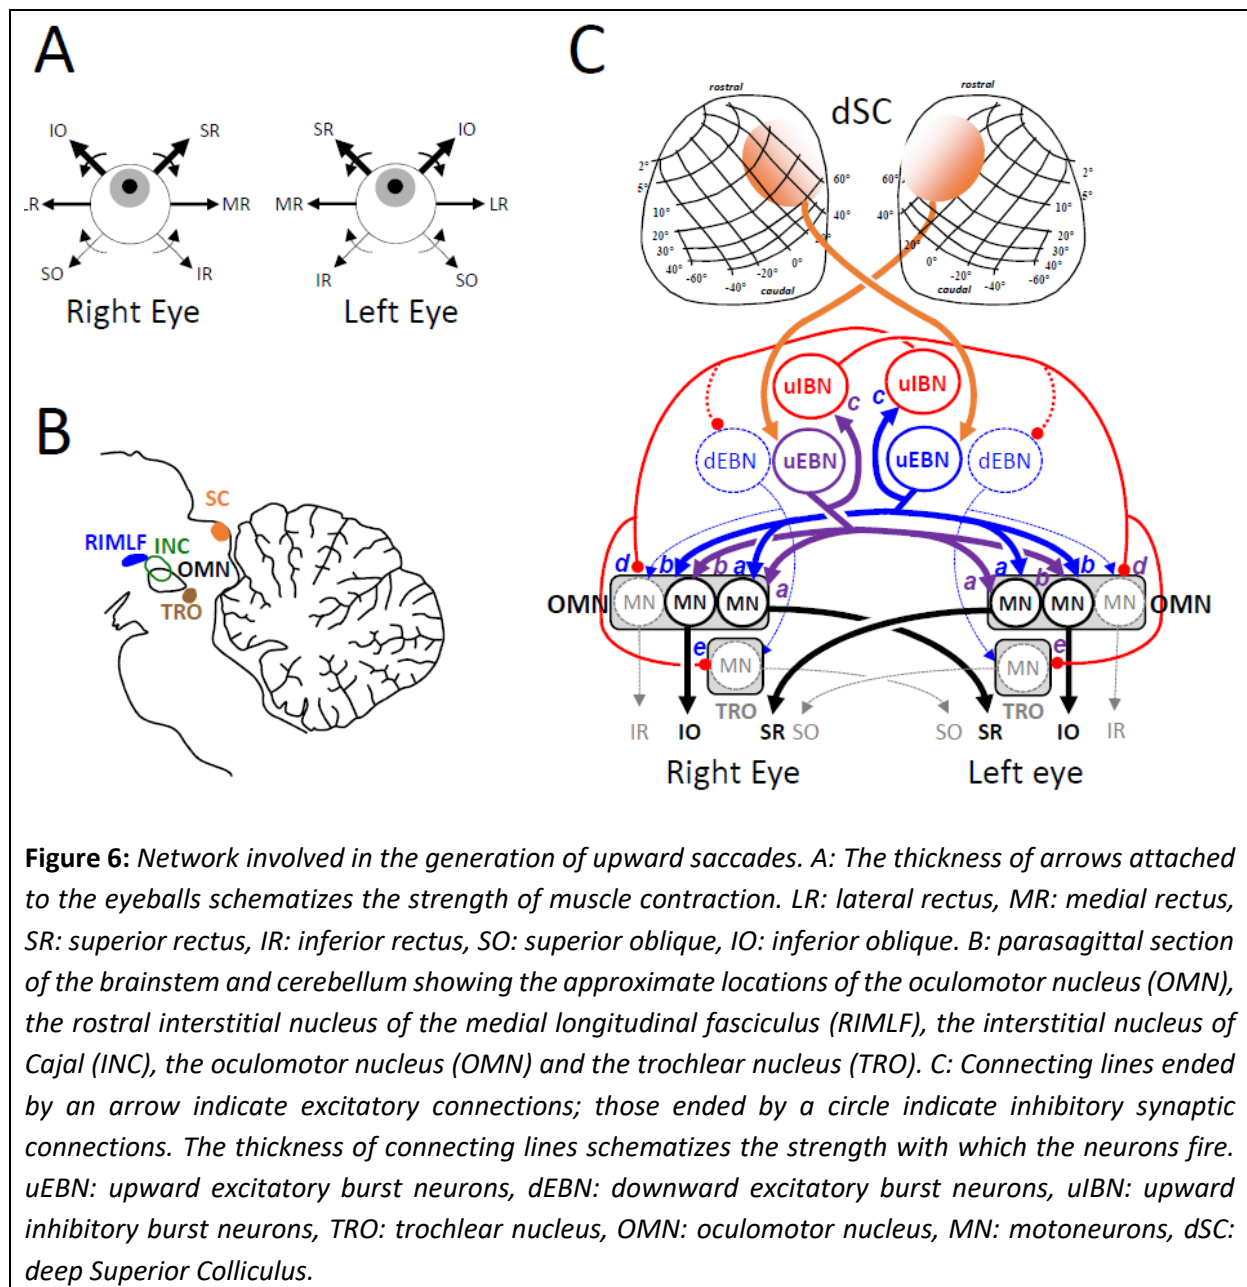 A
IO
SR
LR
MR
SO
IR
Right Eye
SR
IO
MR
LR
IR
SO
Left Eye
B
SC
RIMLF
INC
OMN
TRO
C
dSC
rostral
2°
5°
10°
20°
30°
40°
-60°
-40°
-20°
0°
20°
40°
60°
caudal
rostral
60°
40°
20°
0°
-20°
-40°
-60°
2°
5°
10°
20°
30°
40°
caudal
uIBN
uIBN
c
c
dEBN
uEBN
uEBN
dEBN
d
b
b
a
a
a
a
b
b
d
OMN
MN
MN
MN
MN
MN
MN
OMN
e
MN
TRO
MN
e
TRO
IR
IO
SR
SO
SO
SR
IO
IR
Right Eye
Left eye
Figure 6: Network involved in the generation of upward saccades. A: The thickness of arrows attached
to the eyeballs schematizes the strength of muscle contraction. LR: lateral rectus, MR: medial rectus,
SR: superior rectus, IR: inferior rectus, SO: superior oblique, IO: inferior oblique. B: parasagittal section
of the brainstem and cerebellum showing the approximate locations of the oculomotor nucleus (OMN),
the rostral interstitial nucleus of the medial longitudinal fasciculus (RIMLF), the interstitial nucleus of
Cajal (INC), the oculomotor nucleus (OMN) and the trochlear nucleus (TRO). C: Connecting lines ended
by an arrow indicate excitatory connections; those ended by a circle indicate inhibitory synaptic
connections. The thickness of connecting lines schematizes the strength with which the neurons fire.
uEBN: upward excitatory burst neurons, dEBN: downward excitatory burst neurons, uIBN: upward
inhibitory burst neurons, TRO: trochlear nucleus, OMN: oculomotor nucleus, MN: motoneurons, dSC:
deep Superior Colliculus.